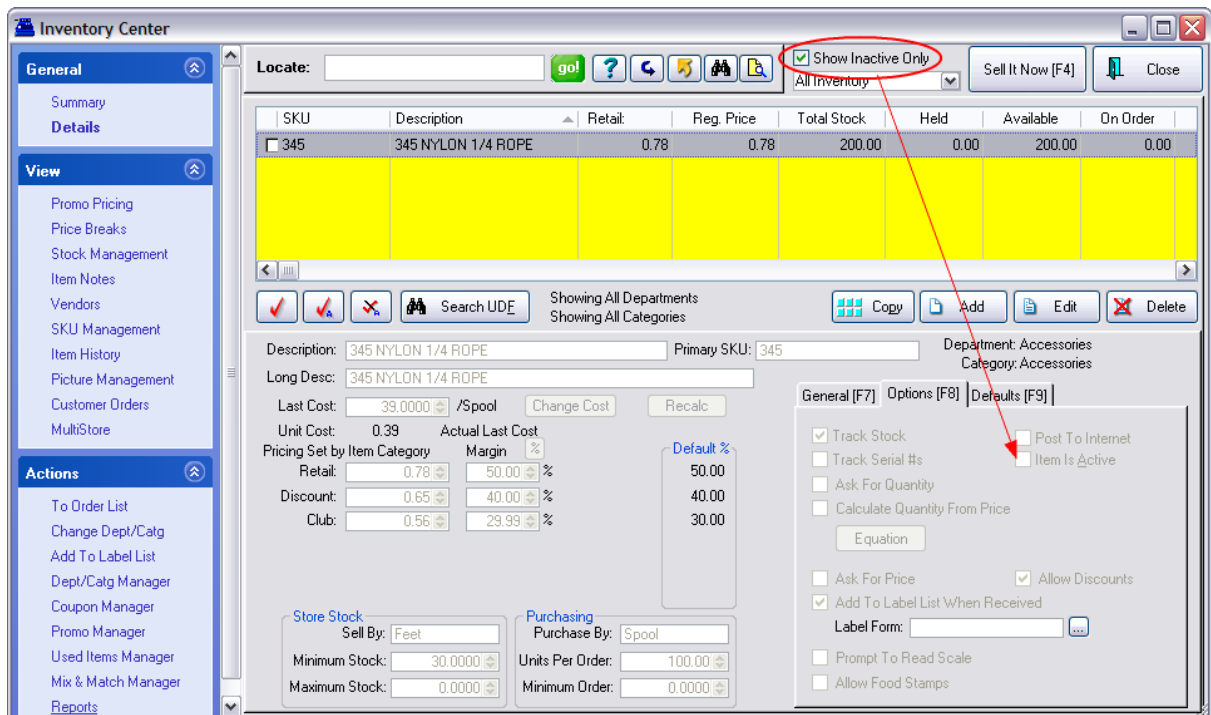 Inventory Center
General
Summary
Details
View
Promo Pricing
Price Breaks
Stock Management
Item Notes
Vendors
SKU Management
Item History
Picture Management
Customer Orders
MultiStore
Actions
To Order List
Change Dept/Catg
Add To Label List
Dept/Catg Manager
Coupon Manager
Promo Manager
Used Items Manager
Mix & Match Manager
Reports
Locate: go! ? Show Inactive Only
All Inventory
Sell It Now [F4] Close
SKU Description Retail: Reg. Price Total Stock Held Available On Order
345 345 NYLON 1/4 ROPE 0.78 0.78 200.00 0.00 200.00 0.00
Search UDF
Showing All Departments
Showing All Categories
Copy Add Edit Delete
Description: 345 NYLON 1/4 ROPE Primary SKU: 345
Department: Accessories
Category: Accessories
Long Desc: 345 NYLON 1/4 ROPE
Last Cost: 39.0000 /Spool Change Cost Recalc
Unit Cost: 0.39 Actual Last Cost
Pricing Set by Item Category Margin % Default %
Retail: 0.78 50.00 % 50.00
Discount: 0.65 40.00 % 40.00
Club: 0.56 29.99 % 30.00
Store Stock
Sell By: Feet
Minimum Stock: 30.0000
Maximum Stock: 0.0000
Purchasing
Purchase By: Spool
Units Per Order: 100.00
Minimum Order: 0.0000
General [F7] Options [F8] Defaults [F9]
Track Stock Post To Internet
Track Serial #s Item Is Active
Ask For Quantity
Calculate Quantity From Price
Equation
Ask For Price Allow Discounts
Add To Label List When Received
Label Form: ...
Prompt To Read Scale
Allow Food Stamps